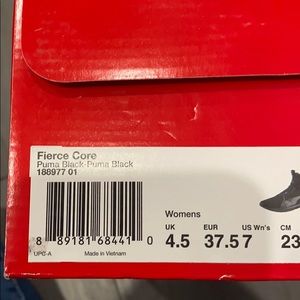 Fierce Core
Puma Black-Puma Black
188977 01
Womens
UK EUR US Wn's CM
4.5 37.5 7 23
8 89181 68441 0
UPC-A Made in Vietnam